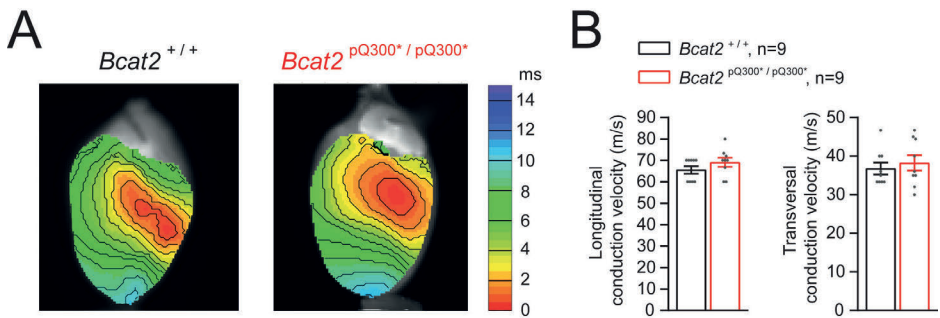 A
Bcat2 +/+
Bcat2 pQ300* / pQ300*
ms
14
12
10
8
6
4
2
0
B
Bcat2 +/+, n=9
Bcat2 pQ300* / pQ300*, n=9
Longitudinal
conduction velocity (m/s)
90
80
70
60
50
40
30
20
10
0
Transversal
conduction velocity (m/s)
50
40
30
20
10
0